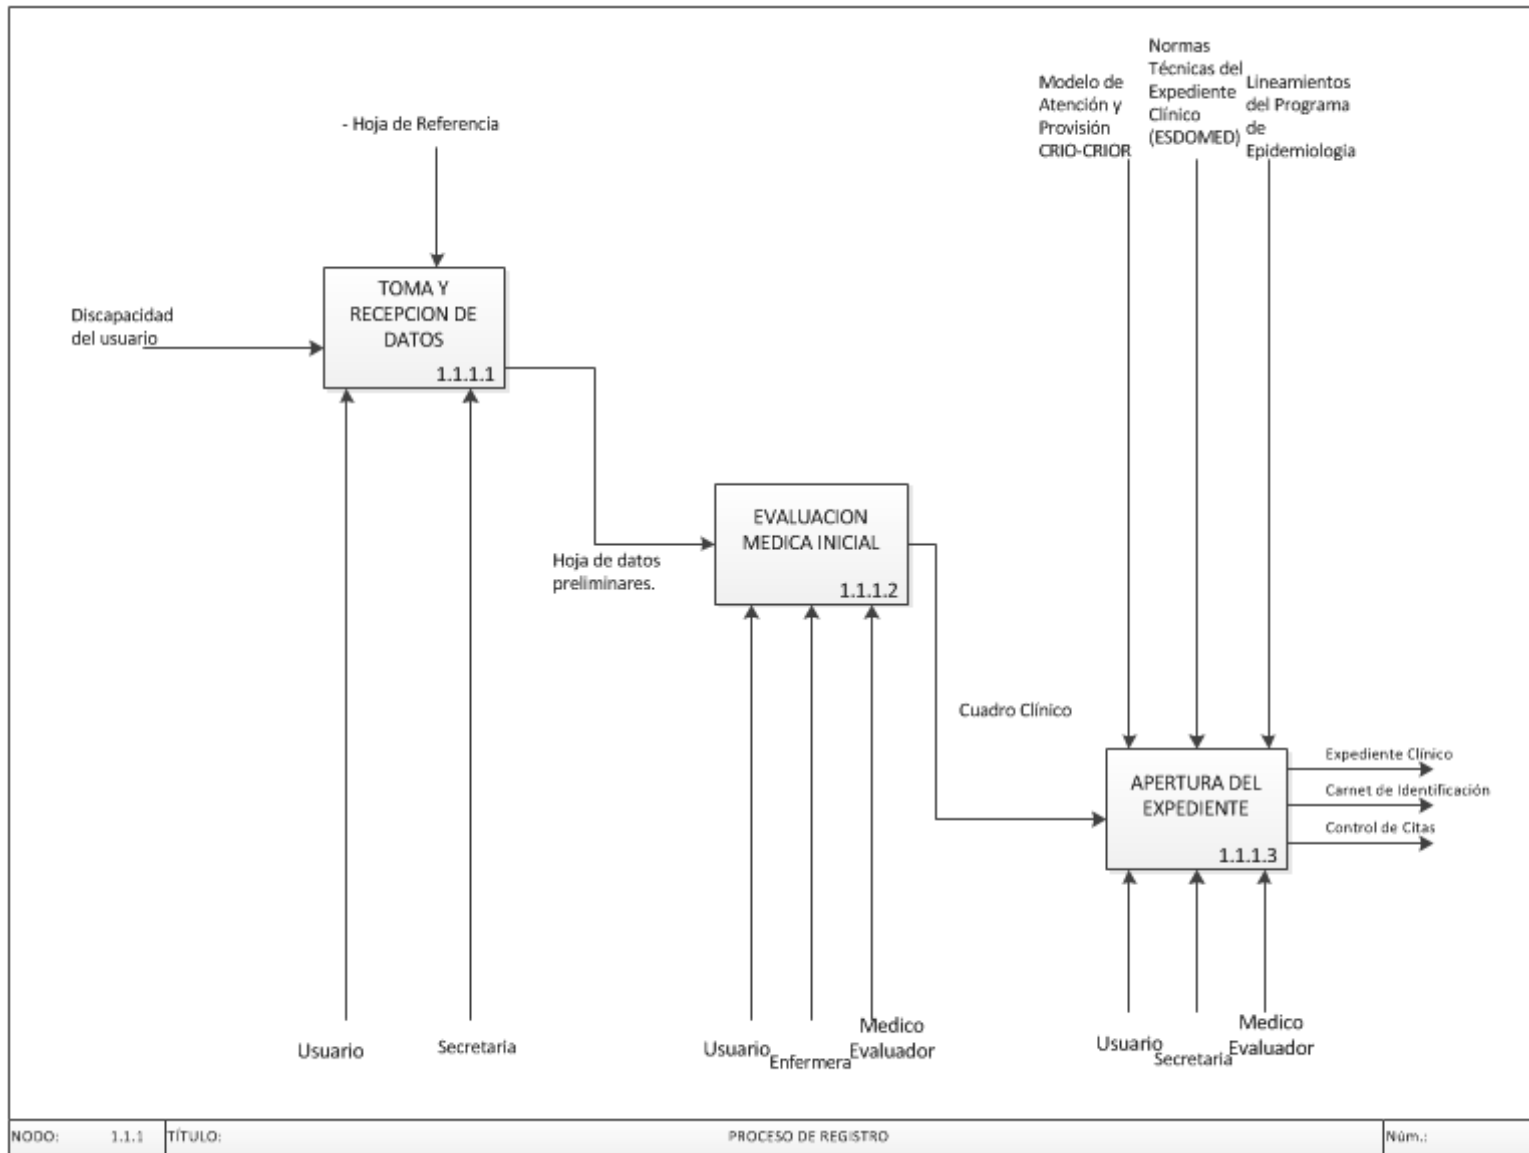 Normas
Técnicas del
Expediente
Clínico
(ESDOMED)
Modelo de
Atención y
Provisión
CRIO-CRIOR
Lineamientos
del Programa
de
Epidemiologia
- Hoja de Referencia
TOMA Y
RECEPCION DE
DATOS
1.1.1.1
Discapacidad
del usuario
EVALUACION
MEDICA INICIAL
1.1.1.2
Hoja de datos
preliminares.
Cuadro Clínico
APERTURA DEL
EXPEDIENTE
1.1.1.3
Expediente Clínico
Carnet de Identificación
Control de Citas
Usuario
Secretaria
Usuario
Enfermera
Medico
Evaluador
Usuario
Secretaria
Medico
Evaluador
NODO: 1.1.1 TÍTULO: PROCESO DE REGISTRO Núm.: